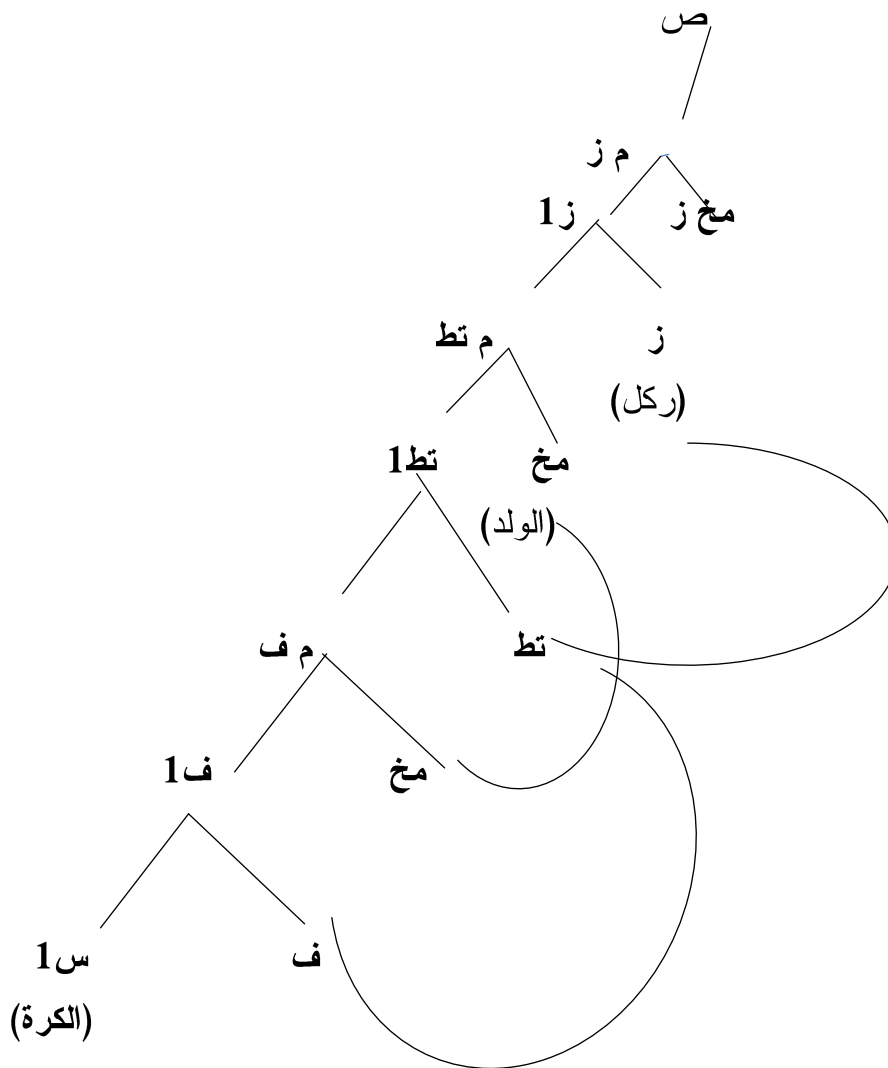 ص
م ز
مخ ز
ز1
ز
م تط
(ركل)
مخ
تط1
(الولد)
تط
م ف
مخ
ف1
ف
س1
(الكرة)